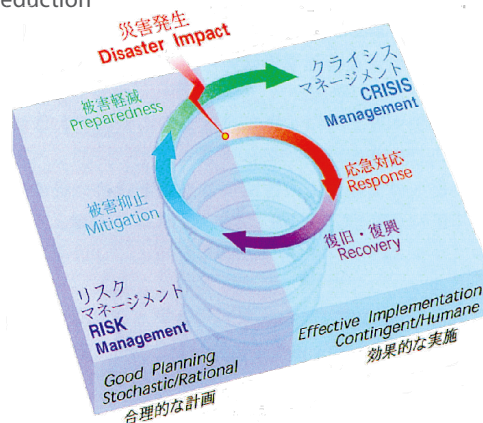 eduction
災害発生
Disaster Impact
クライシス
マネージメント
CRISIS
Management
被害軽減
Preparedness
応急対応
Response
被害抑止
Mitigation
復旧・復興
Recovery
リスク
マネージメント
RISK
Management
Good Planning
Stochastic/Rational
合理的な計画
Effective Implementation
Contingent/Humane
効果的な実施